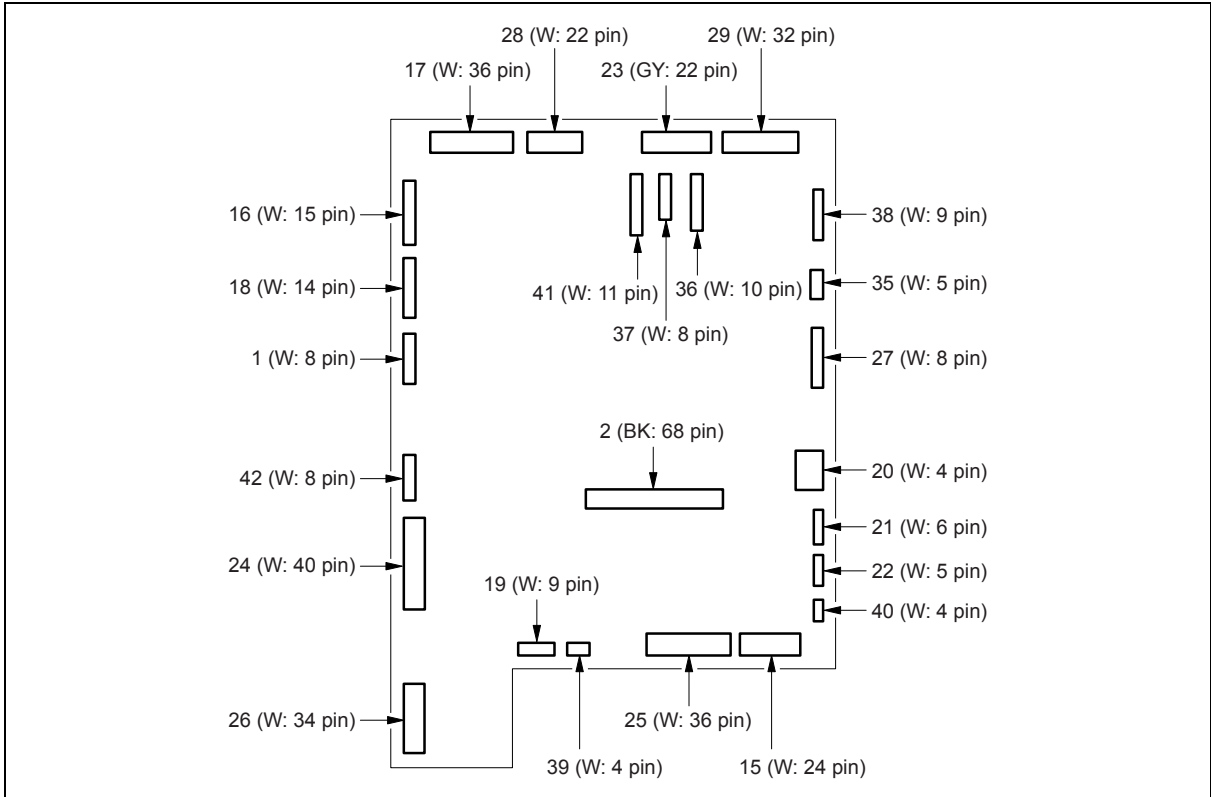 28 (W: 22 pin)
29 (W: 32 pin)
17 (W: 36 pin)
23 (GY: 22 pin)
16 (W: 15 pin)
38 (W: 9 pin)
18 (W: 14 pin)
41 (W: 11 pin)
36 (W: 10 pin)
35 (W: 5 pin)
37 (W: 8 pin)
1 (W: 8 pin)
27 (W: 8 pin)
2 (BK: 68 pin)
42 (W: 8 pin)
20 (W: 4 pin)
21 (W: 6 pin)
24 (W: 40 pin)
22 (W: 5 pin)
19 (W: 9 pin)
40 (W: 4 pin)
26 (W: 34 pin)
25 (W: 36 pin)
39 (W: 4 pin)
15 (W: 24 pin)